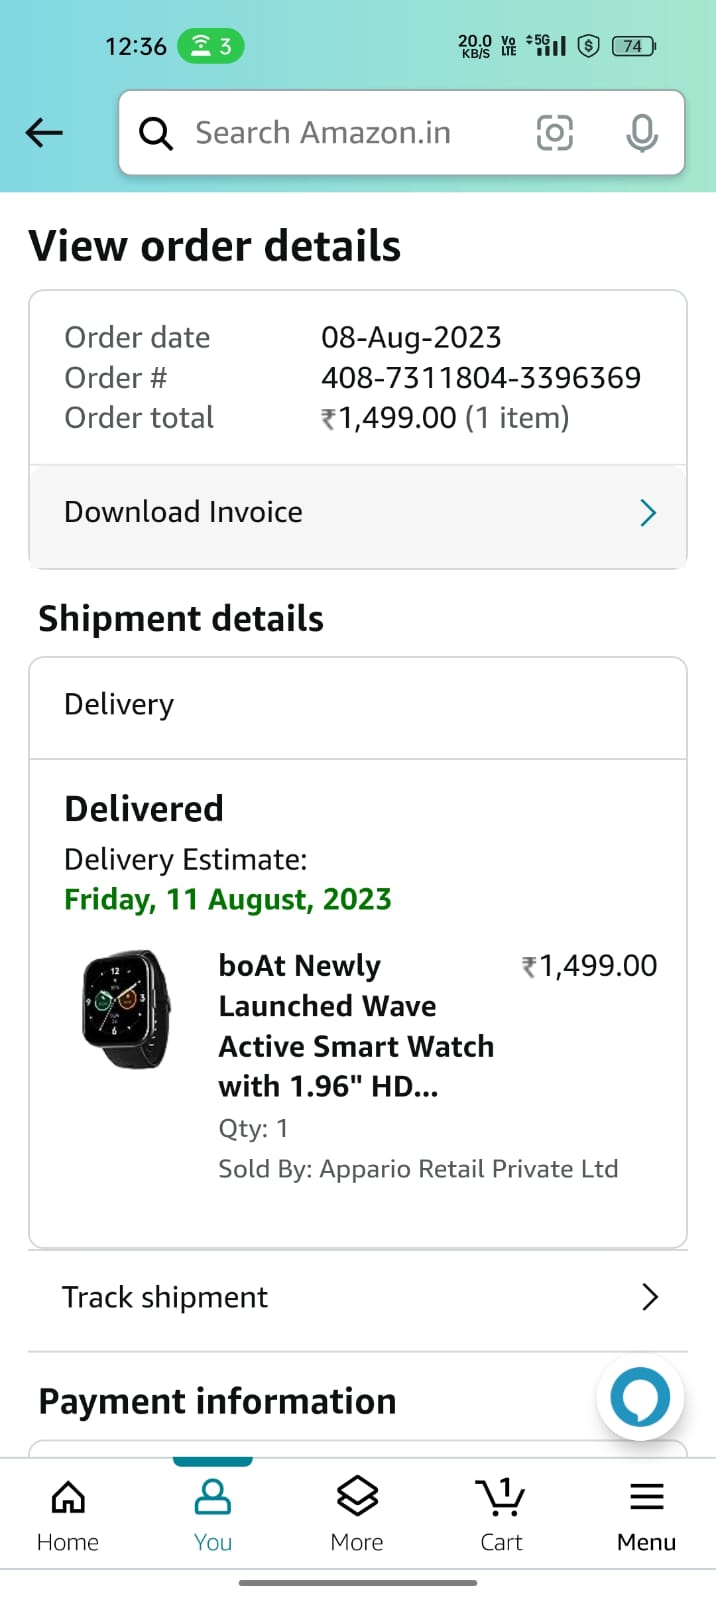 12:36 3 20.0 KB/S Vo LTE 5G 74
Search Amazon.in
View order details
Order date 08-Aug-2023
Order # 408-7311804-3396369
Order total ₹1,499.00 (1 item)
Download Invoice
Shipment details
Delivery
Delivered
Delivery Estimate:
Friday, 11 August, 2023
boAt Newly ₹1,499.00
Launched Wave
Active Smart Watch
with 1.96" HD...
Qty: 1
Sold By: Appario Retail Private Ltd
Track shipment
Payment information
1
Home You More Cart Menu